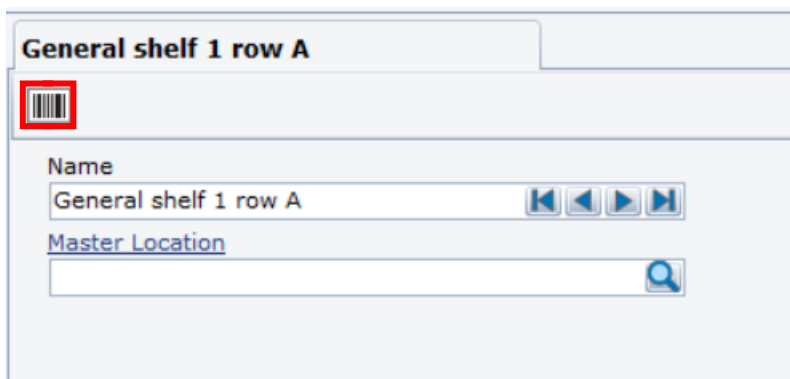 General shelf 1 row A
Name
General shelf 1 row A
Master Location